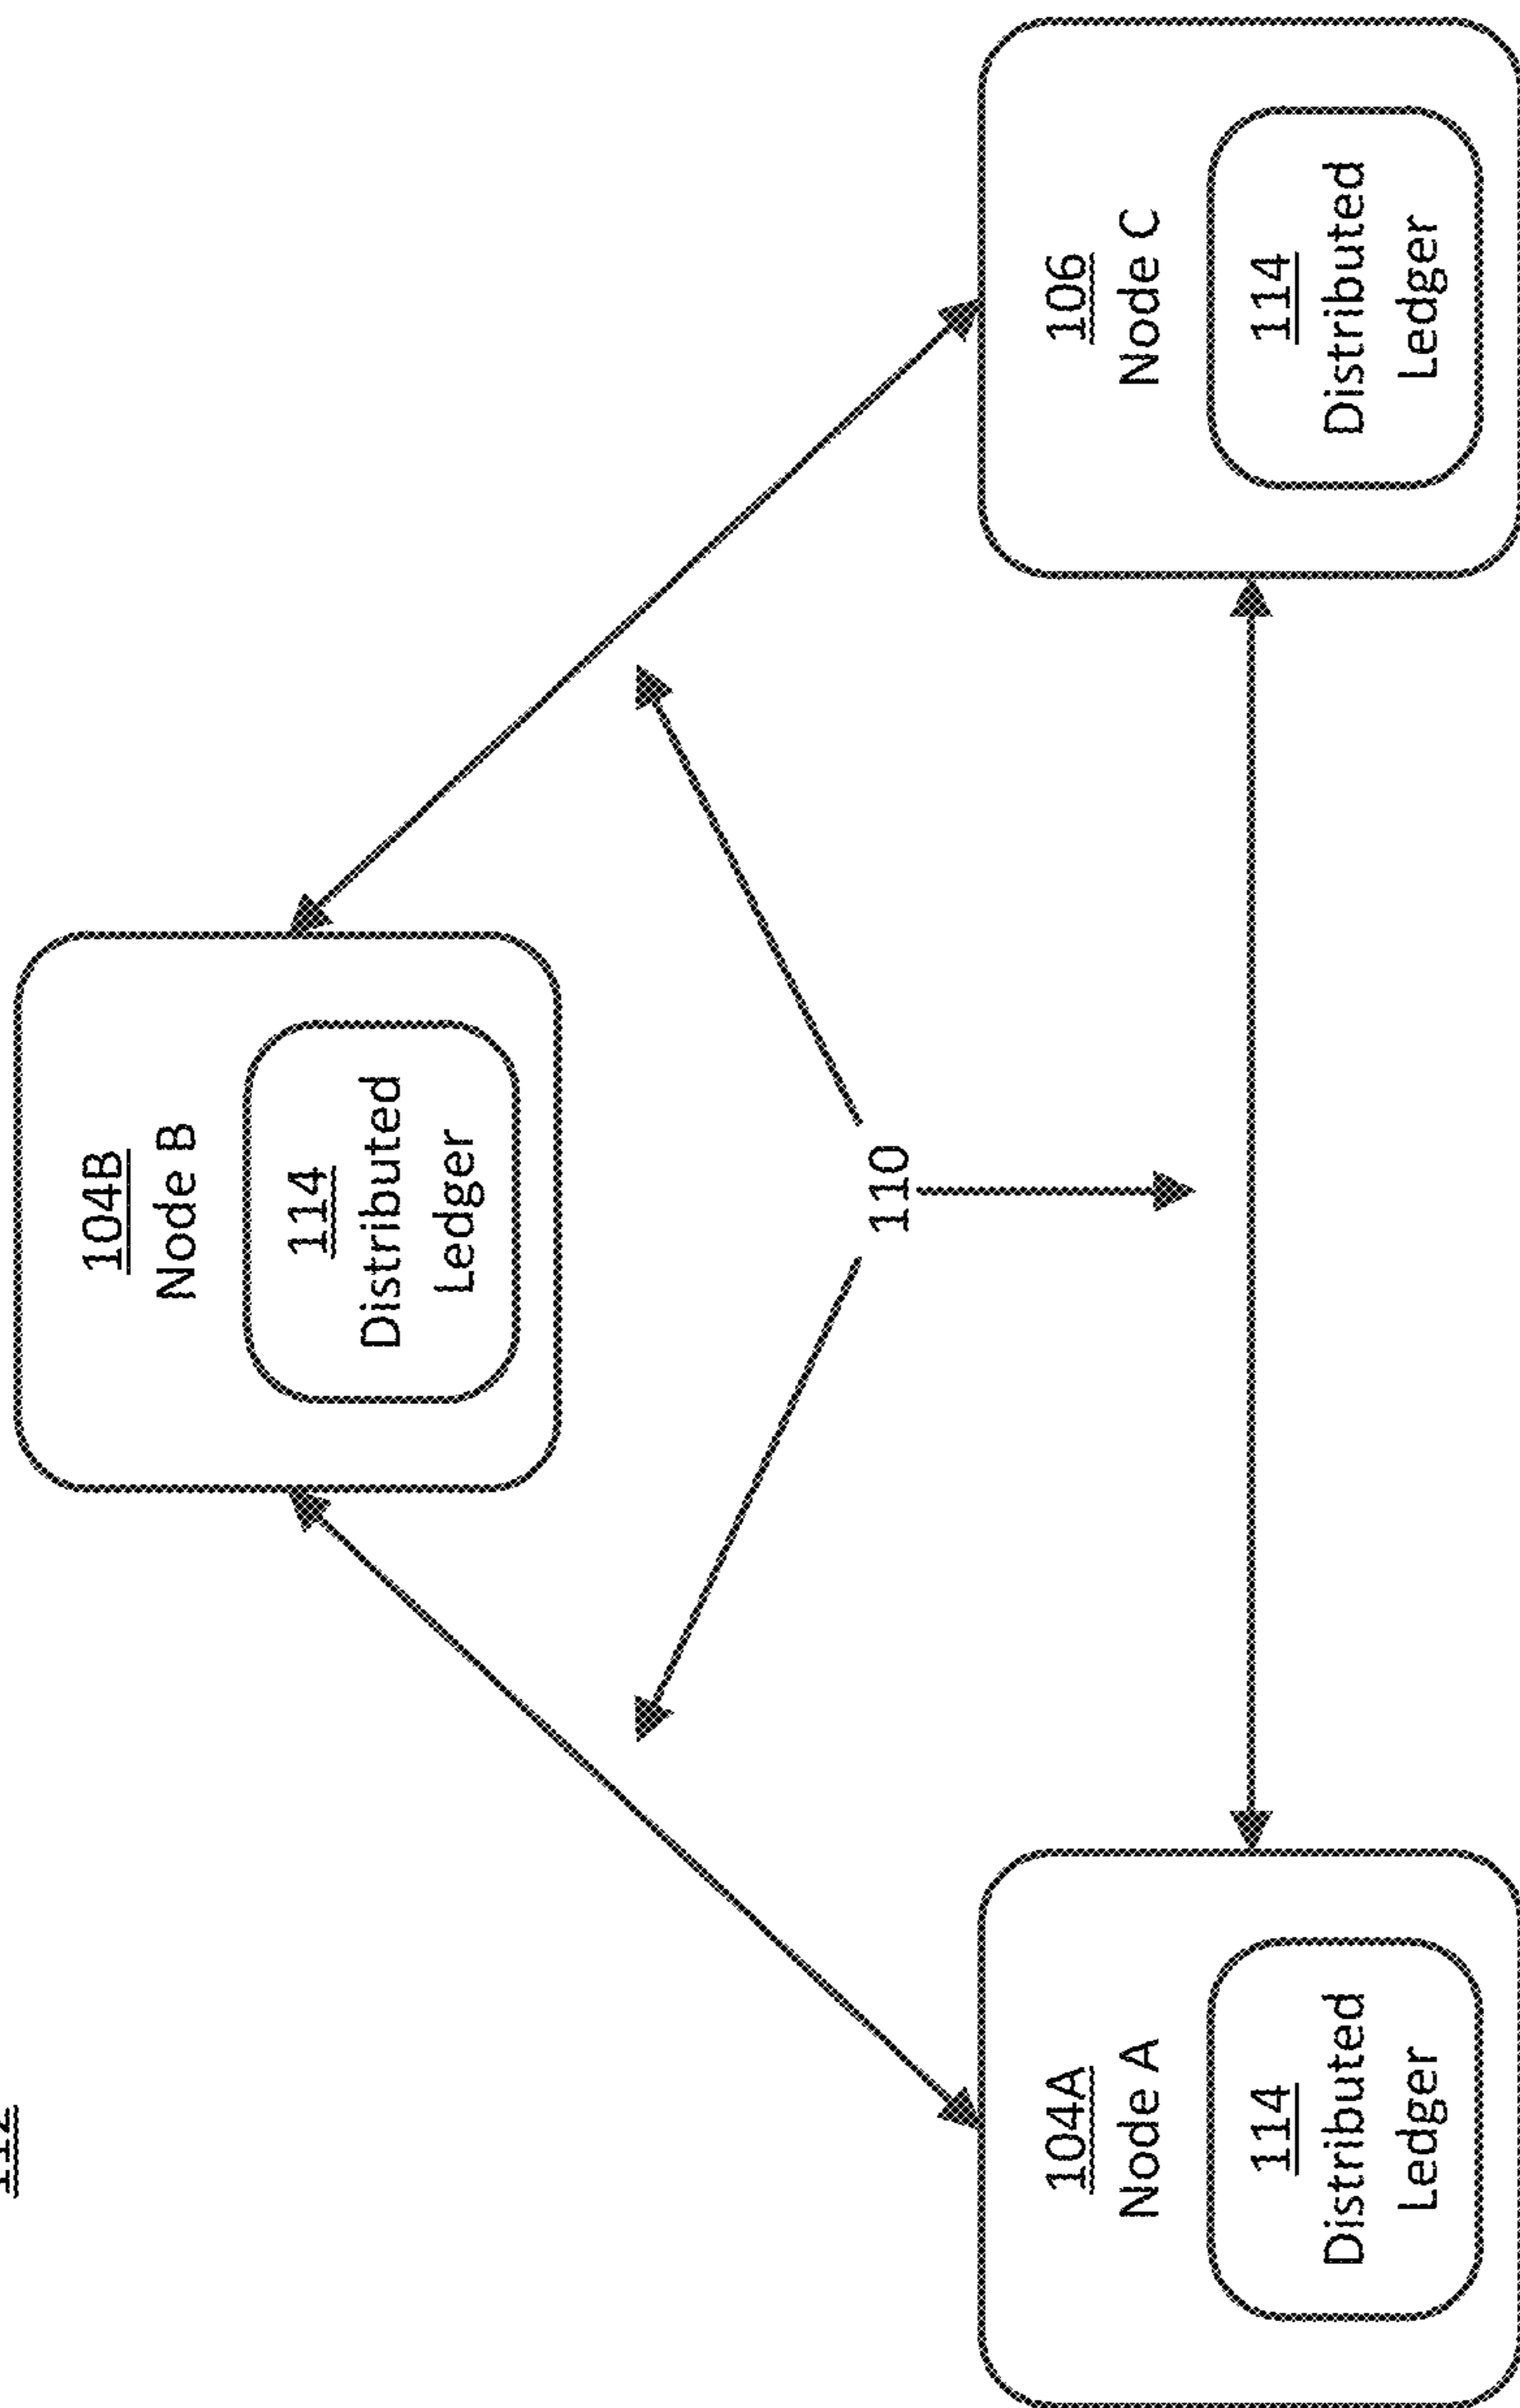 104B
Node B
114
Distributed
Ledger
110
104A
Node A
114
Distributed
Ledger
106
Node C
114
Distributed
Ledger